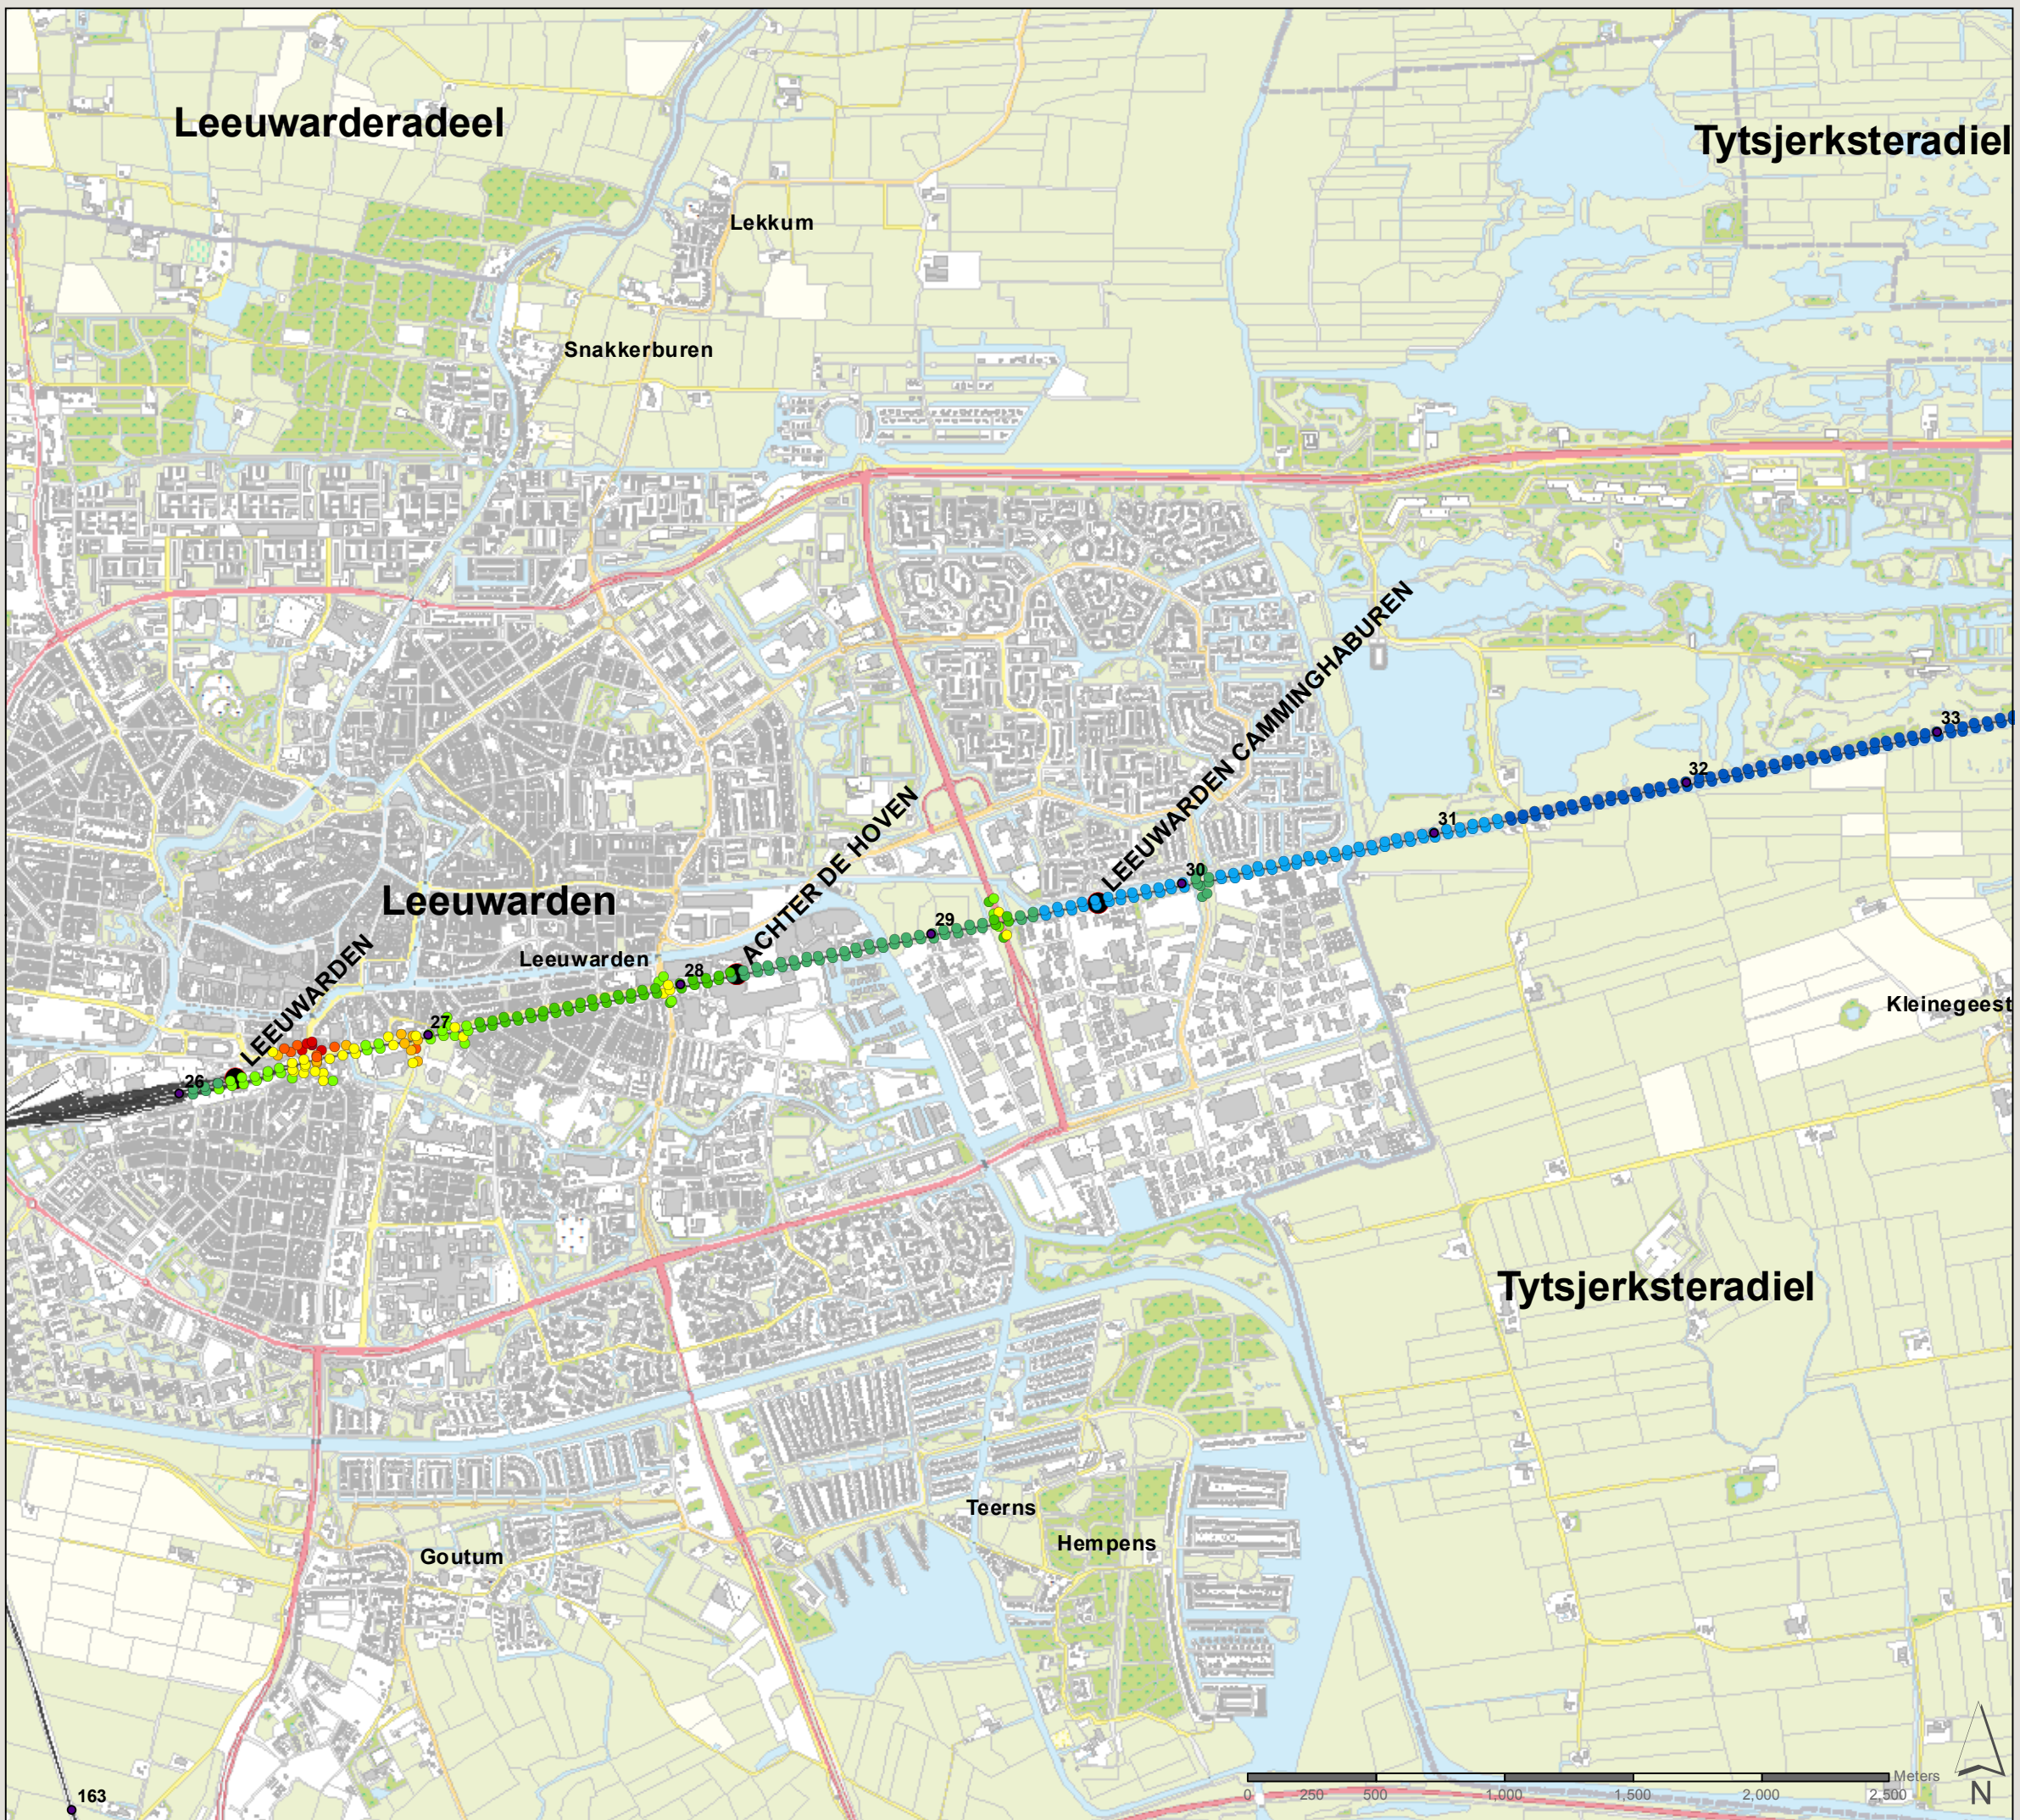 Leeuwarderadeel
Tytsjerksteradiel
Lekkum
Snakkerburen
LEEUWARDEN CAMMINGHABUREN
33
32
ACHTER DE HOVEN
31
30
Leeuwarden
29
LEEUWARDEN
Leeuwarden
28
Kleinegeest
27
26
Tytsjerksteradiel
Teerns
Hempens
Goutum
Meters
0 250 500 1,000 1,500 2,000 2,500
N
163